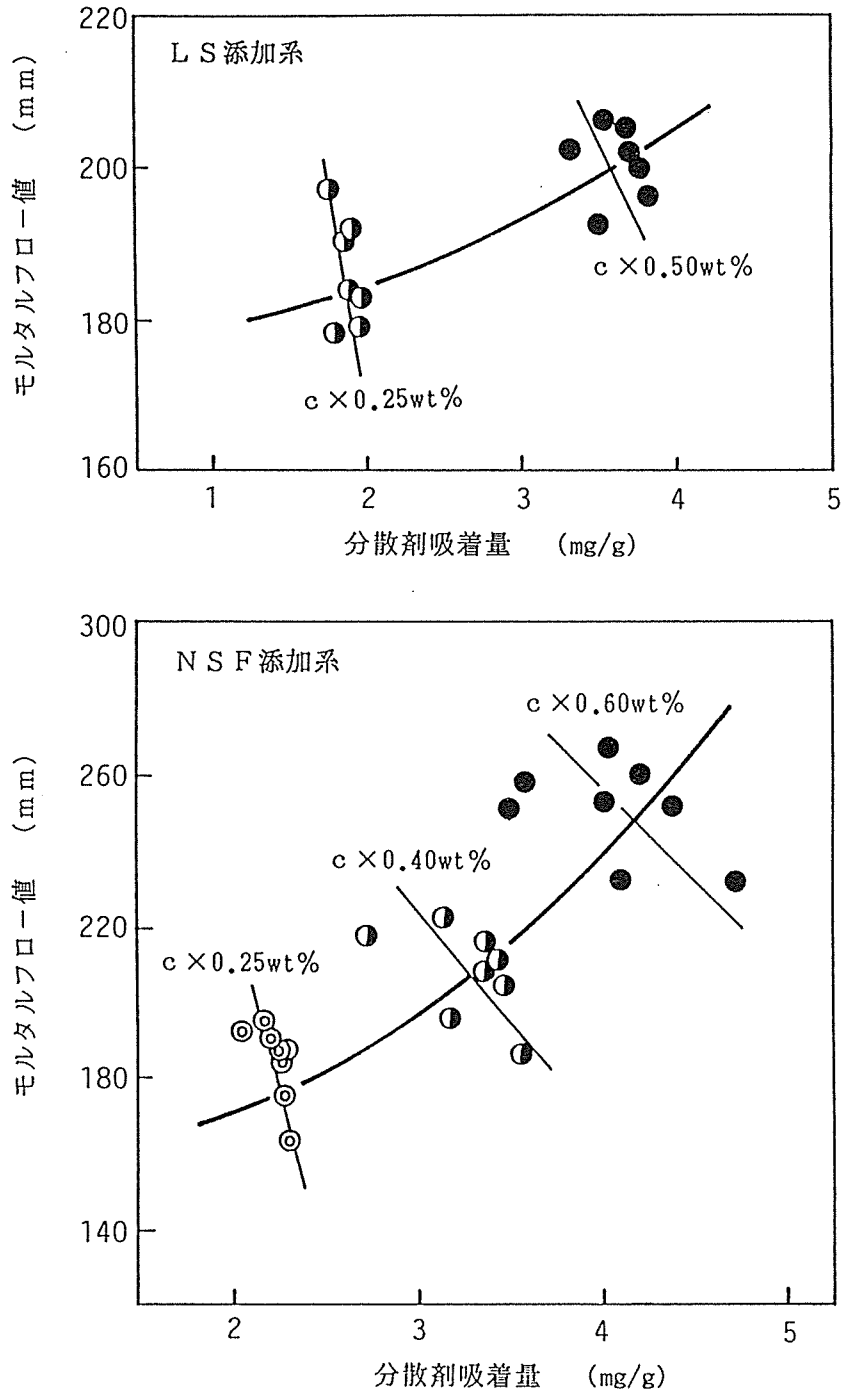 220
200
180
160
モルタルフロー値 (mm)
LS添加系
c×0.50wt%
c×0.25wt%
1 2 3 4 5
分散剤吸着量 (mg/g)
300
260
220
180
140
モルタルフロー値 (mm)
NSF添加系
c×0.60wt%
c×0.40wt%
c×0.25wt%
2 3 4 5
分散剤吸着量 (mg/g)